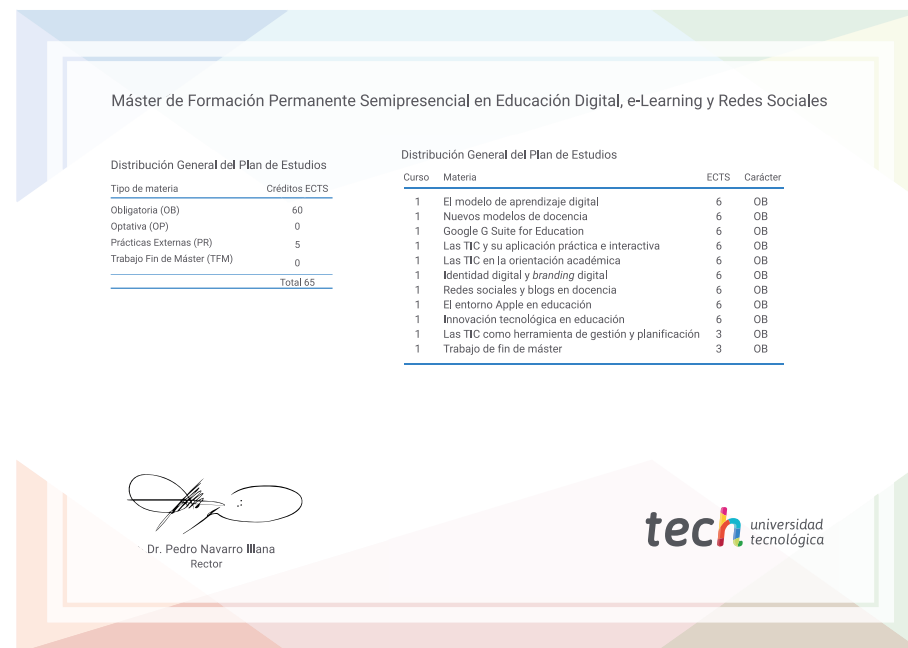 Máster de Formación Permanente Semipresencial en Educación Digital, e-Learning y Redes Sociales
Distribución General del Plan de Estudios
Tipo de materia Créditos ECTS
Obligatoria (OB) 60
Optativa (OP) 0
Prácticas Externas (PR) 5
Trabajo Fin de Máster (TFM) 0
Total 65
Distribución General del Plan de Estudios
Curso Materia ECTS Carácter
1 El modelo de aprendizaje digital 6 OB
1 Nuevos modelos de docencia 6 OB
1 Google G Suite for Education 6 OB
1 Las TIC y su aplicación práctica e interactiva 6 OB
1 Las TIC en la orientación académica 6 OB
1 Identidad digital y branding digital 6 OB
1 Redes sociales y blogs en docencia 6 OB
1 El entorno Apple en educación 6 OB
1 Innovación tecnológica en educación 6 OB
1 Las TIC como herramienta de gestión y planificación 3 OB
1 Trabajo de fin de máster 3 OB
Dr. Pedro Navarro Illana
Rector
tech universidad
tecnológica